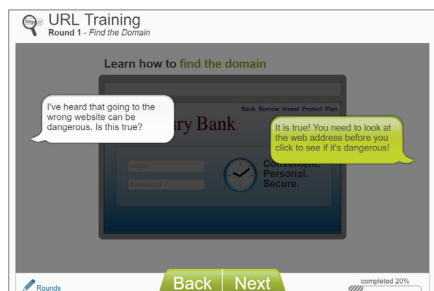 URL Training
Round 1 - Find the Domain
Learn how to find the domain
I've heard that going to the
wrong website can be
dangerous. Is this true?
Bank Borrow Invest Protect Plan
Bank
It is true! You need to look at
the web address before you
click to see if it's dangerous!
Login
Password
Convenient.
Personal.
Secure.
Back Next
Rounds
completed 20%